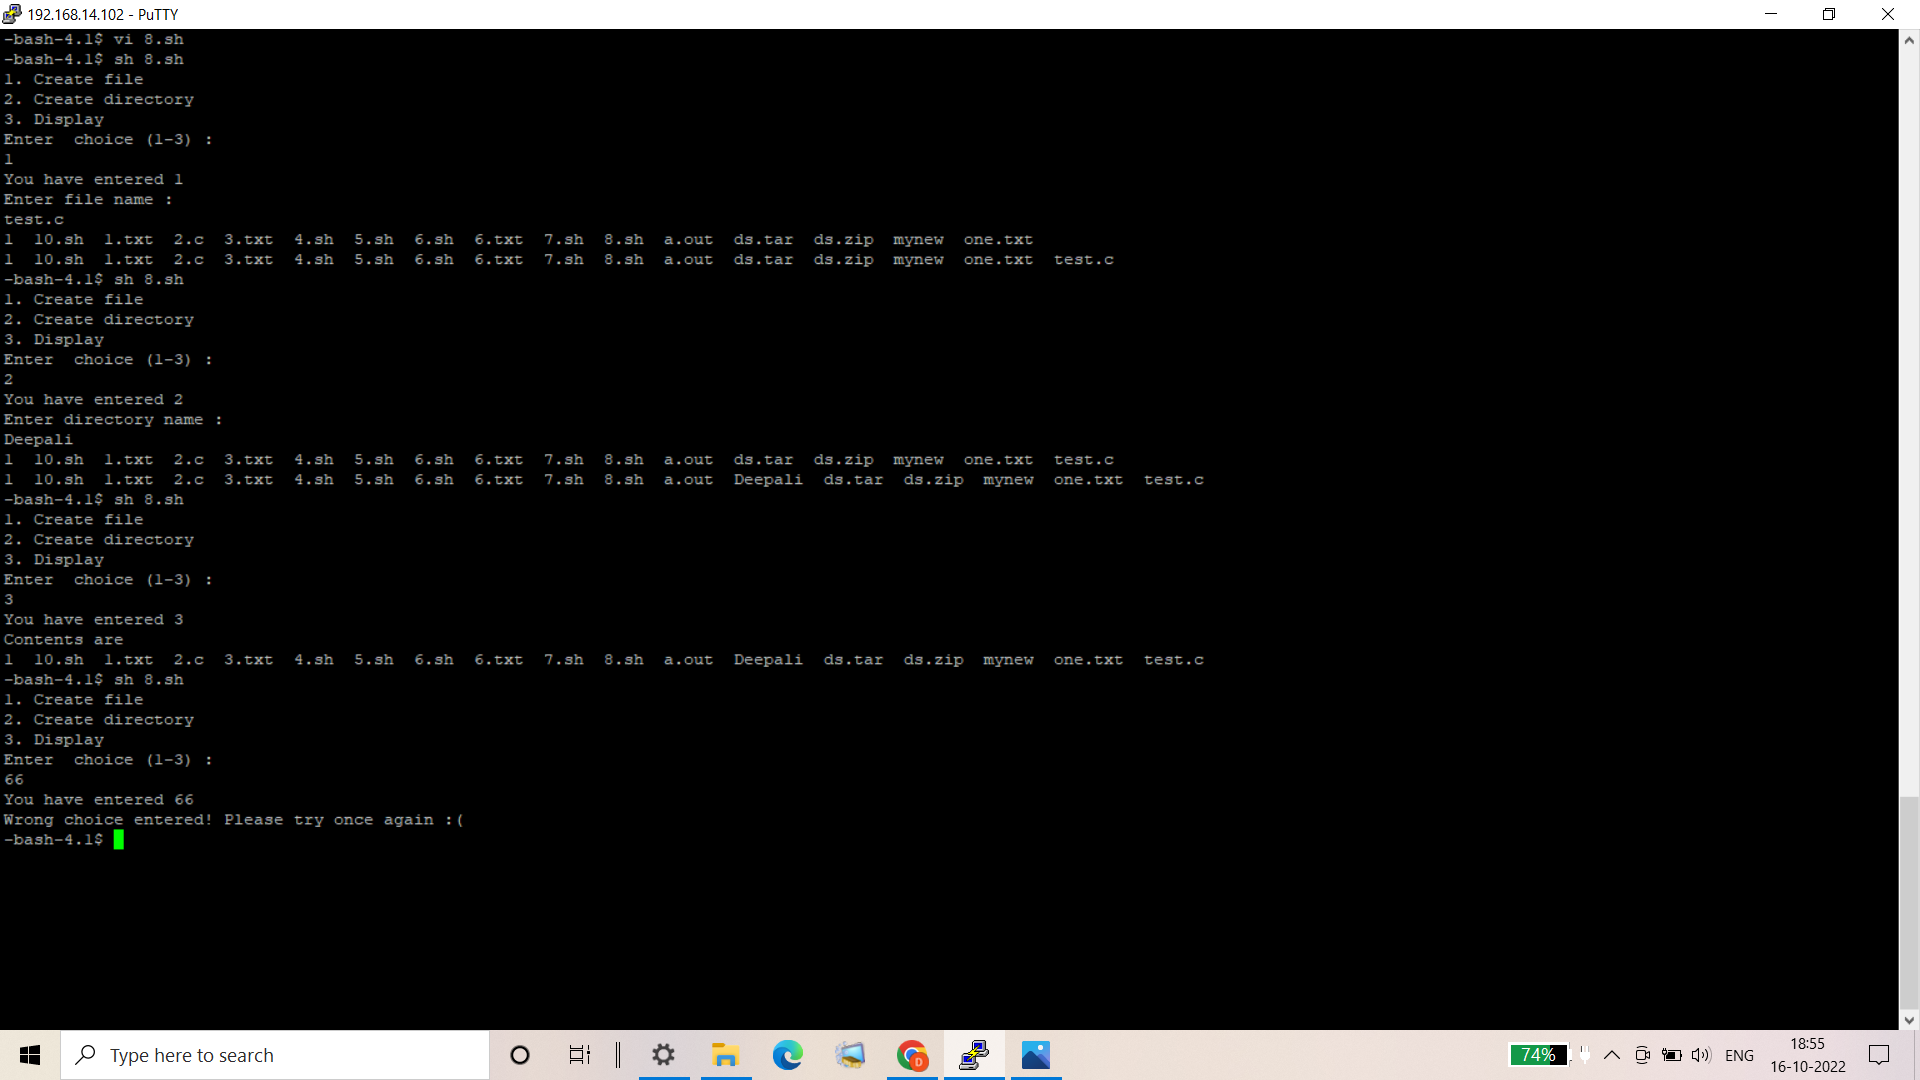 192.168.14.102 - PuTTY
-bash-4.1$ vi 8.sh
-bash-4.1$ sh 8.sh
1. Create file
2. Create directory
3. Display
Enter  choice (1-3) :
1
You have entered 1
Enter file name :
test.c
1  10.sh  1.txt  2.c  3.txt  4.sh  5.sh  6.sh  6.txt  7.sh  8.sh  a.out  ds.tar  ds.zip  mynew  one.txt
1  10.sh  1.txt  2.c  3.txt  4.sh  5.sh  6.sh  6.txt  7.sh  8.sh  a.out  ds.tar  ds.zip  mynew  one.txt  test.c
-bash-4.1$ sh 8.sh
1. Create file
2. Create directory
3. Display
Enter  choice (1-3) :
2
You have entered 2
Enter directory name :
Deepali
1  10.sh  1.txt  2.c  3.txt  4.sh  5.sh  6.sh  6.txt  7.sh  8.sh  a.out  ds.tar  ds.zip  mynew  one.txt  test.c
1  10.sh  1.txt  2.c  3.txt  4.sh  5.sh  6.sh  6.txt  7.sh  8.sh  a.out  Deepali  ds.tar  ds.zip  mynew  one.txt  test.c
-bash-4.1$ sh 8.sh
1. Create file
2. Create directory
3. Display
Enter  choice (1-3) :
3
You have entered 3
Contents are
1  10.sh  1.txt  2.c  3.txt  4.sh  5.sh  6.sh  6.txt  7.sh  8.sh  a.out  Deepali  ds.tar  ds.zip  mynew  one.txt  test.c
-bash-4.1$ sh 8.sh
1. Create file
2. Create directory
3. Display
Enter  choice (1-3) :
66
You have entered 66
Wrong choice entered! Please try once again :(
-bash-4.1$
Type here to search
D
74%
ENG
18:55
16-10-2022